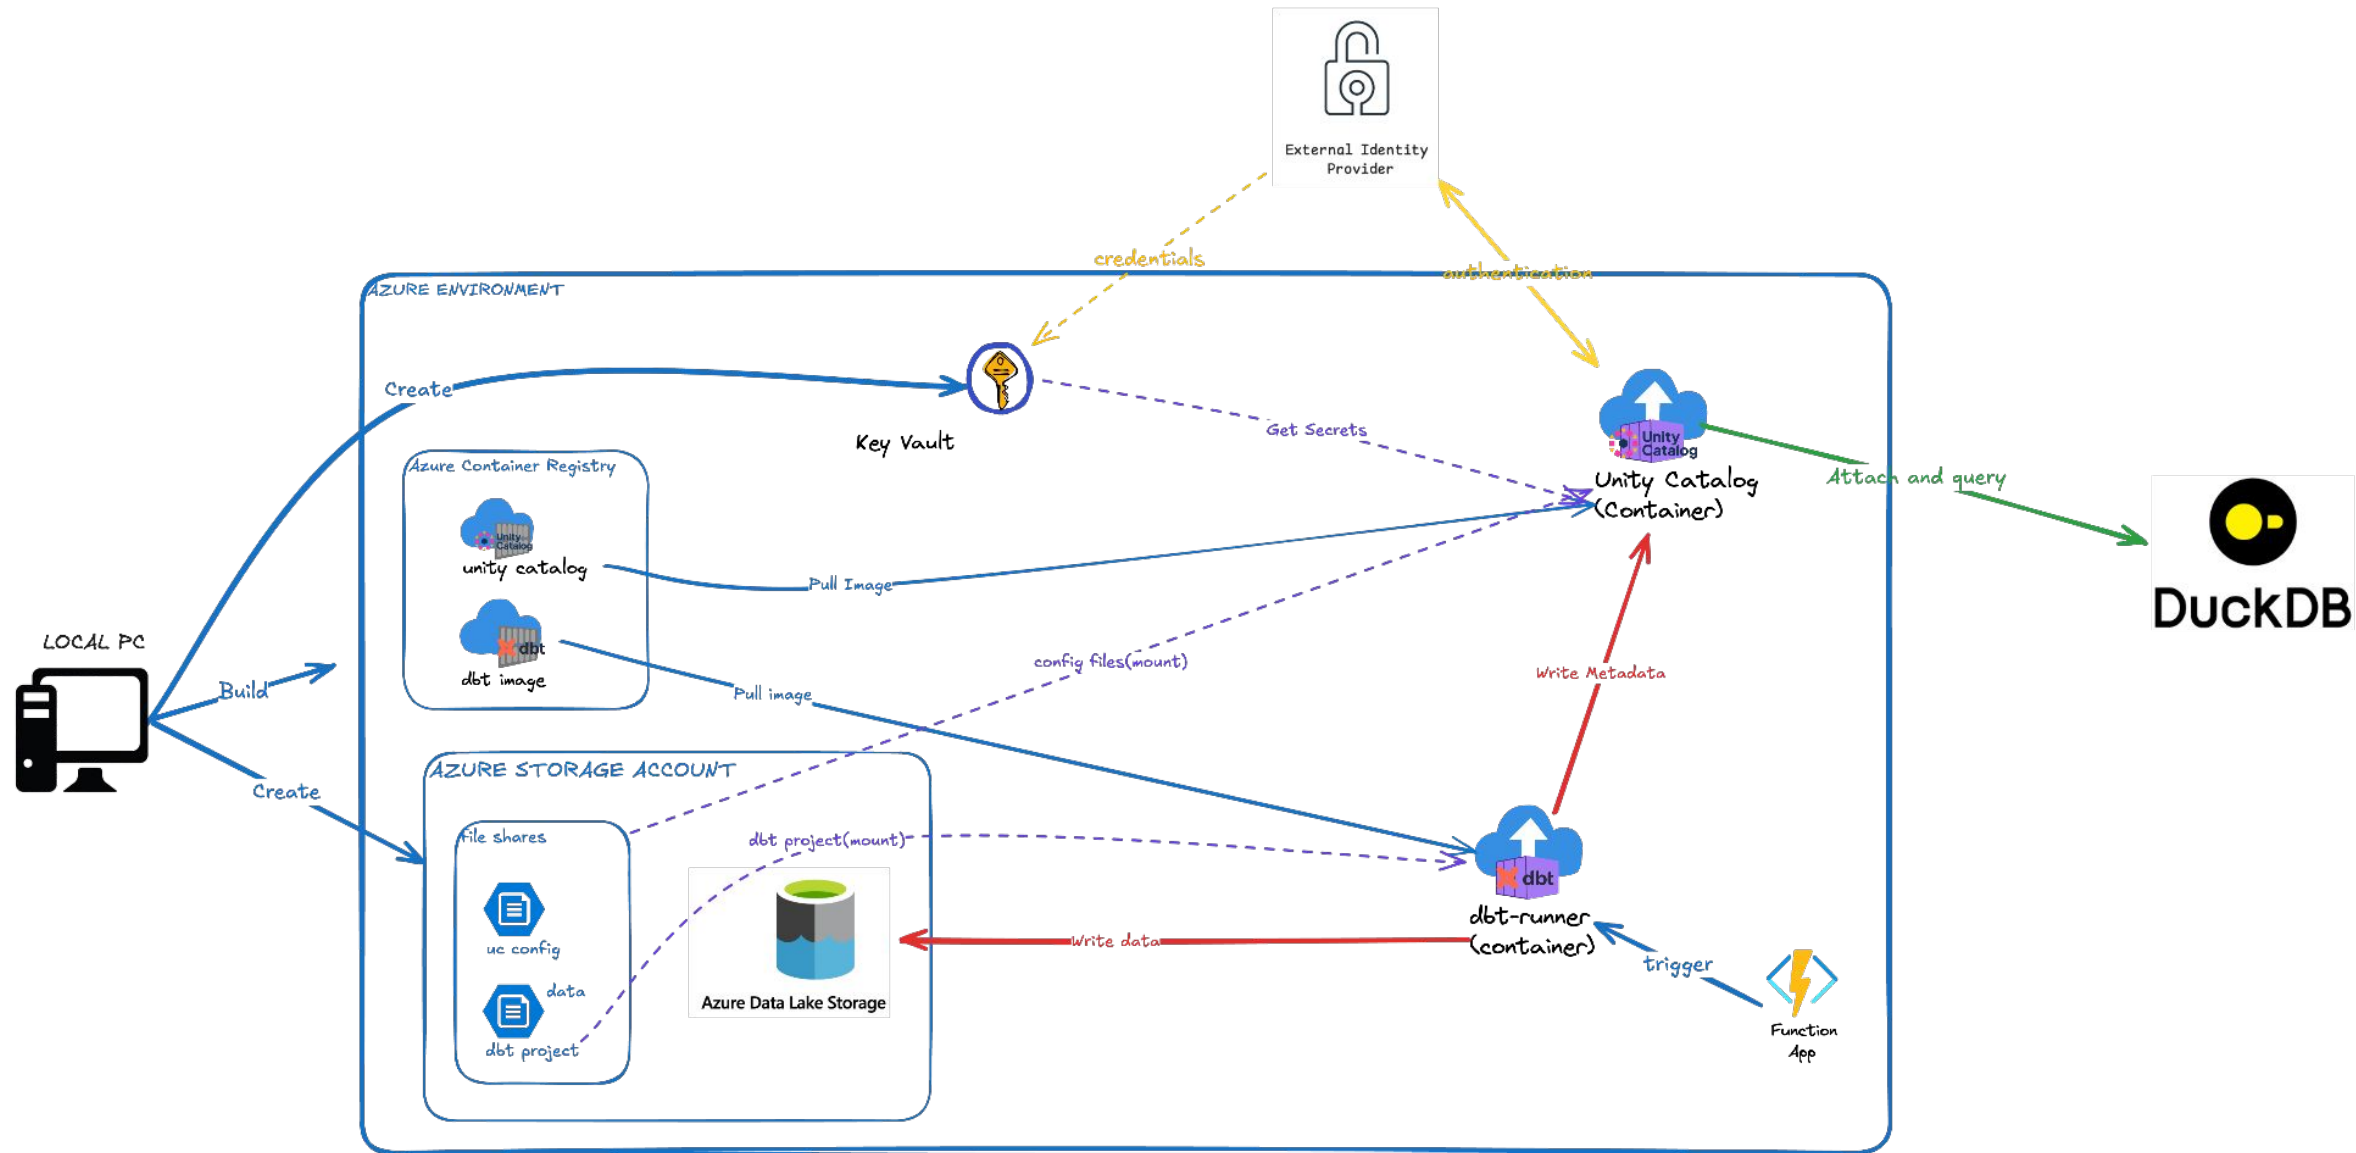 External Identity
Provider
credentials
authentication
AZURE ENVIRONMENT
Create
Key Vault
Get Secrets
Unity
Catalog
Unity Catalog
(Container)
Attach and query
DuckDB
Azure Container Registry
Unity
Catalog
unity catalog
Pull Image
dbt
dbt image
Pull image
LOCAL PC
Build
Create
config files(mount)
Write Metadata
AZURE STORAGE ACCOUNT
File shares
uc config
data
dbt project
dbt project(mount)
Azure Data Lake Storage
Write data
dbt
dbt-runner
(container)
trigger
Function
App